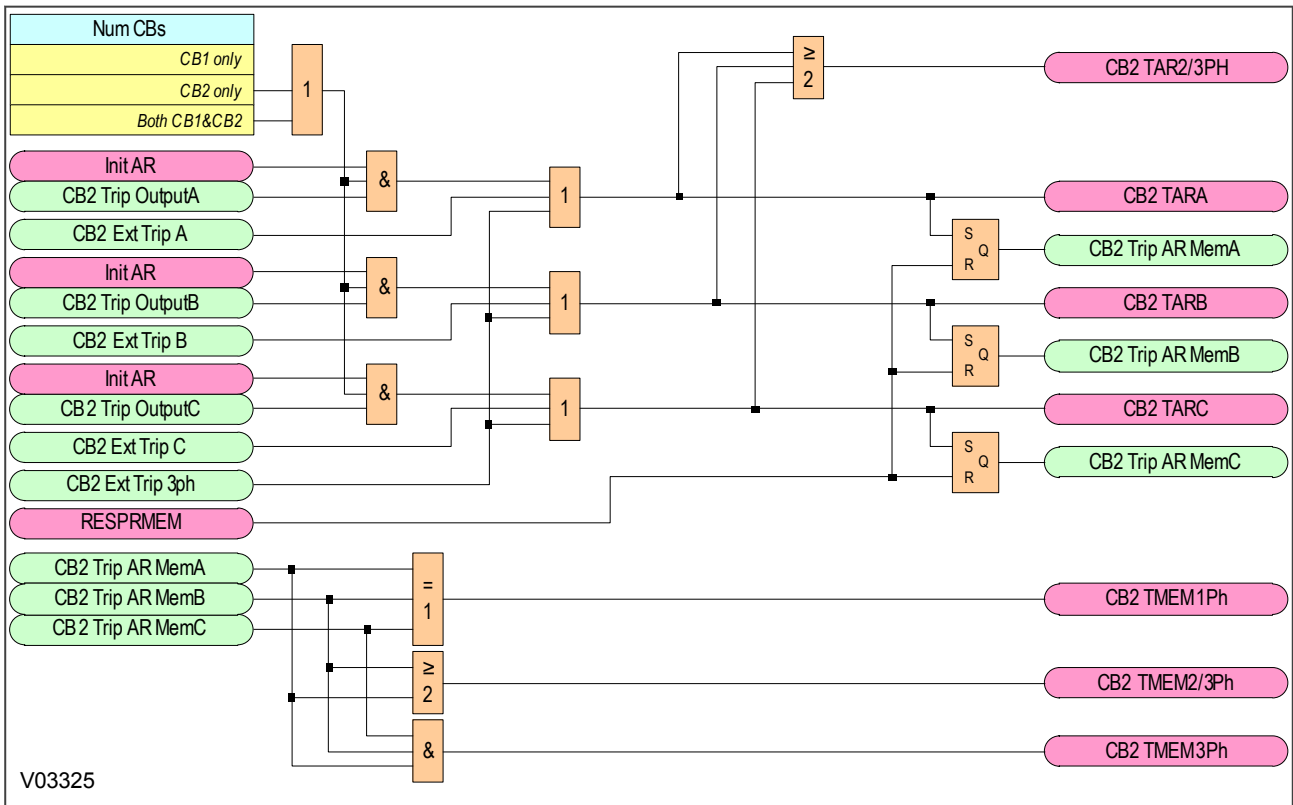 Num CBs
CB1 only
CB2 only
Both CB1&CB2
1
≥
2
CB2 TAR2/3PH
Init AR
CB2 Trip OutputA
&
CB2 Ext Trip A
1
CB2 TARA
S
Q
R
CB2 Trip AR MemA
Init AR
CB2 Trip OutputB
&
CB2 Ext Trip B
1
CB2 TARB
S
Q
R
CB2 Trip AR MemB
Init AR
CB2 Trip OutputC
&
CB2 Ext Trip C
1
CB2 TARC
S
Q
R
CB2 Trip AR MemC
CB2 Ext Trip 3ph
RESPRMEM
CB2 Trip AR MemA
CB2 Trip AR MemB
CB2 Trip AR MemC
=
1
CB2 TMEM1Ph
≥
2
CB2 TMEM2/3Ph
&
CB2 TMEM3Ph
V03325